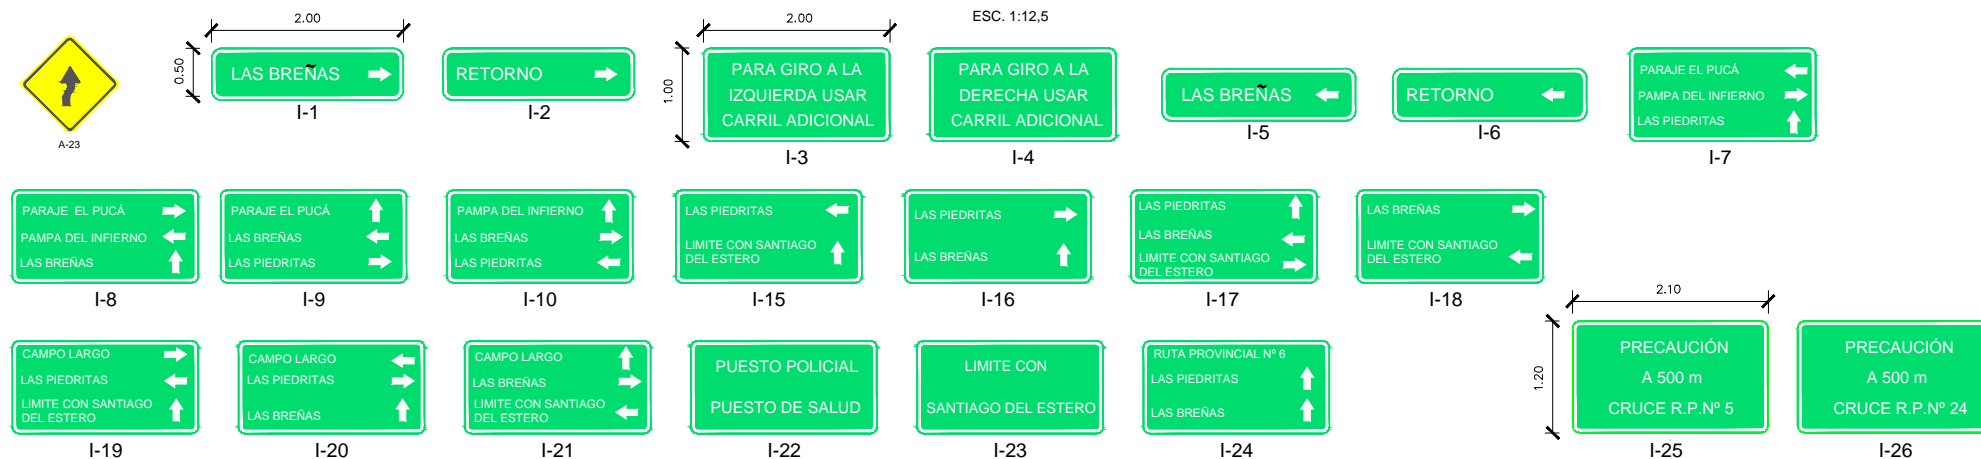 ESC. 1:12,5
A-23
2.00
0.50
LAS BREÑAS
I-1
RETORNO
I-2
2.00
1.00
PARA GIRO A LA
IZQUIERDA USAR
CARRIL ADICIONAL
I-3
PARA GIRO A LA
DERECHA USAR
CARRIL ADICIONAL
I-4
LAS BREÑAS
I-5
RETORNO
I-6
PARAJE EL PUCÁ
PAMPA DEL INFIERNO
LAS PIEDRITAS
I-7
PARAJE EL PUCÁ
PAMPA DEL INFIERNO
LAS BREÑAS
I-8
PARAJE EL PUCÁ
LAS BREÑAS
LAS PIEDRITAS
I-9
PAMPA DEL INFIERNO
LAS BREÑAS
LAS PIEDRITAS
I-10
LAS PIEDRITAS
LIMITE CON SANTIAGO
DEL ESTERO
I-15
LAS PIEDRITAS
LAS BREÑAS
I-16
LAS PIEDRITAS
LAS BREÑAS
LIMITE CON SANTIAGO
DEL ESTERO
I-17
LAS BREÑAS
LIMITE CON SANTIAGO
DEL ESTERO
I-18
CAMPO LARGO
LAS PIEDRITAS
LIMITE CON SANTIAGO
DEL ESTERO
I-19
CAMPO LARGO
LAS PIEDRITAS
LAS BREÑAS
I-20
CAMPO LARGO
LAS BREÑAS
LIMITE CON SANTIAGO
DEL ESTERO
I-21
PUESTO POLICIAL
PUESTO DE SALUD
I-22
LIMITE CON
SANTIAGO DEL ESTERO
I-23
RUTA PROVINCIAL Nº 6
LAS PIEDRITAS
LAS BREÑAS
I-24
2.10
1.20
PRECAUCIÓN
A 500 m
CRUCE R.P.Nº 5
I-25
PRECAUCIÓN
A 500 m
CRUCE R.P.Nº 24
I-26